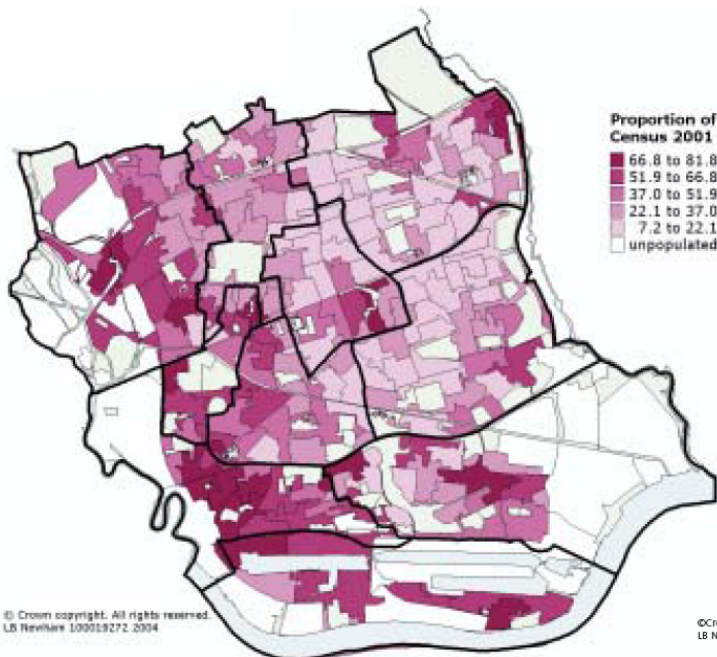 Proportion of
Census 2001
66.8 to 81.8
51.9 to 66.8
37.0 to 51.9
22.1 to 37.0
7.2 to 22.1
unpopulated
© Crown copyright. All rights reserved.
LB Newham 100019272 2004
©Cro
LB N